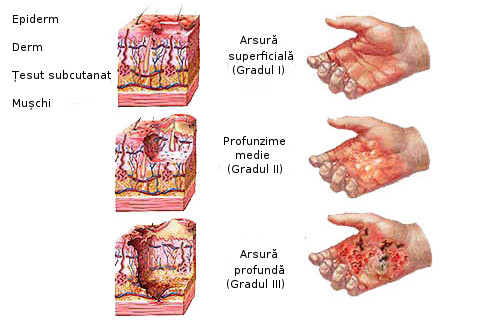 Epiderm
Derm
Țesut subcutanat
Mușchi
Arsură
superficială
(Gradul I)
Profunzime
medie
(Gradul II)
Arsură
profundă
(Gradul III)